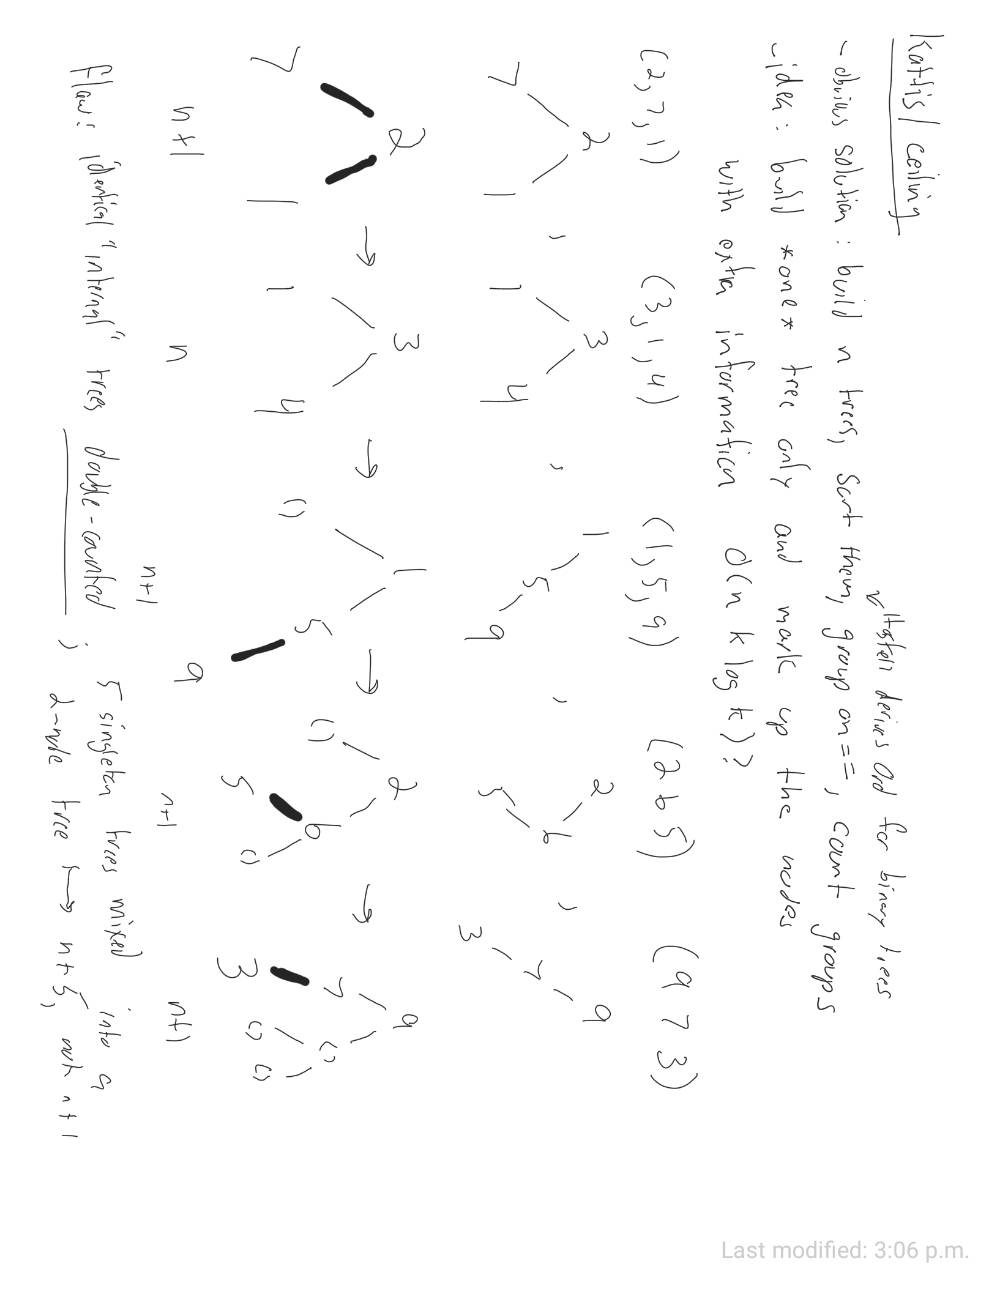 Kattis/ ceiling
↙ Haskell derives Ord for binary trees
- obvious solution: build n trees, sort them, group on ==, count groups
- idea: build *one* tree only and mark up the nodes
with extra information O(n k log k)?
(2, 7, 1) (3, 1, 4) (1, 5, 9) (2 6 5) (9 7 3)
2 3 1 2 9
, , 5 , 6 , 7
7 1 1 4 9 5 3
2 → 3 → 1 → 2 → 9
7 1 1 4 () 5 () 6 7 ()
9 5 () 3 () ()
n+1 n n+1 n+1 n+1
flaw: identical "internal" trees double-counted ; 5 singleton trees mixed into a
2-node tree ↦ n+5, not n+1
Last modified: 3:06 p.m.